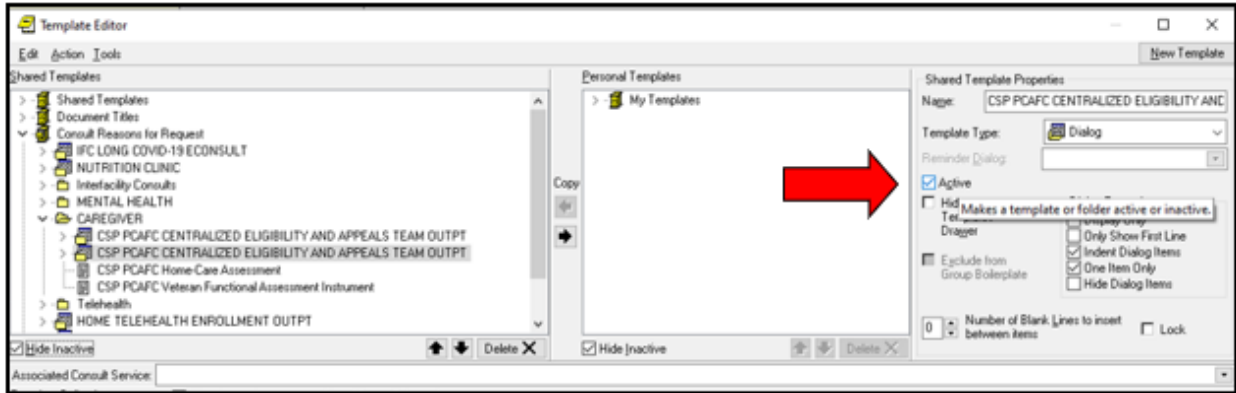 Template Editor
Edit Action Tools
New Template
Shared Templates
Shared Templates
Document Titles
Consult Reasons for Request
IFC LONG COVID-19 ECONSULT
NUTRITION CLINIC
Interfacility Consults
MENTAL HEALTH
CAREGIVER
CSP PCAFC CENTRALIZED ELIGIBILITY AND APPEALS TEAM OUTPT
CSP PCAFC CENTRALIZED ELIGIBILITY AND APPEALS TEAM OUTPT
CSP PCAFC Home-Care Assessment
CSP PCAFC Veteran Functional Assessment Instrument
Telehealth
HOME TELEHEALTH ENROLLMENT OUTPT
Hide Inactive
Delete
Copy
Personal Templates
My Templates
Hide Inactive
Delete
Shared Template Properties
Name: CSP PCAFC CENTRALIZED ELIGIBILITY AND
Template Type: Dialog
Reminder Dialog:
Active
Makes a template or folder active or inactive.
Drawer
Display Only
Only Show First Line
Indent Dialog Items
One Item Only
Hide Dialog Items
Exclude from
Group Boilerplate
0 Number of Blank Lines to insert
between items
Lock
Associated Consult Service: